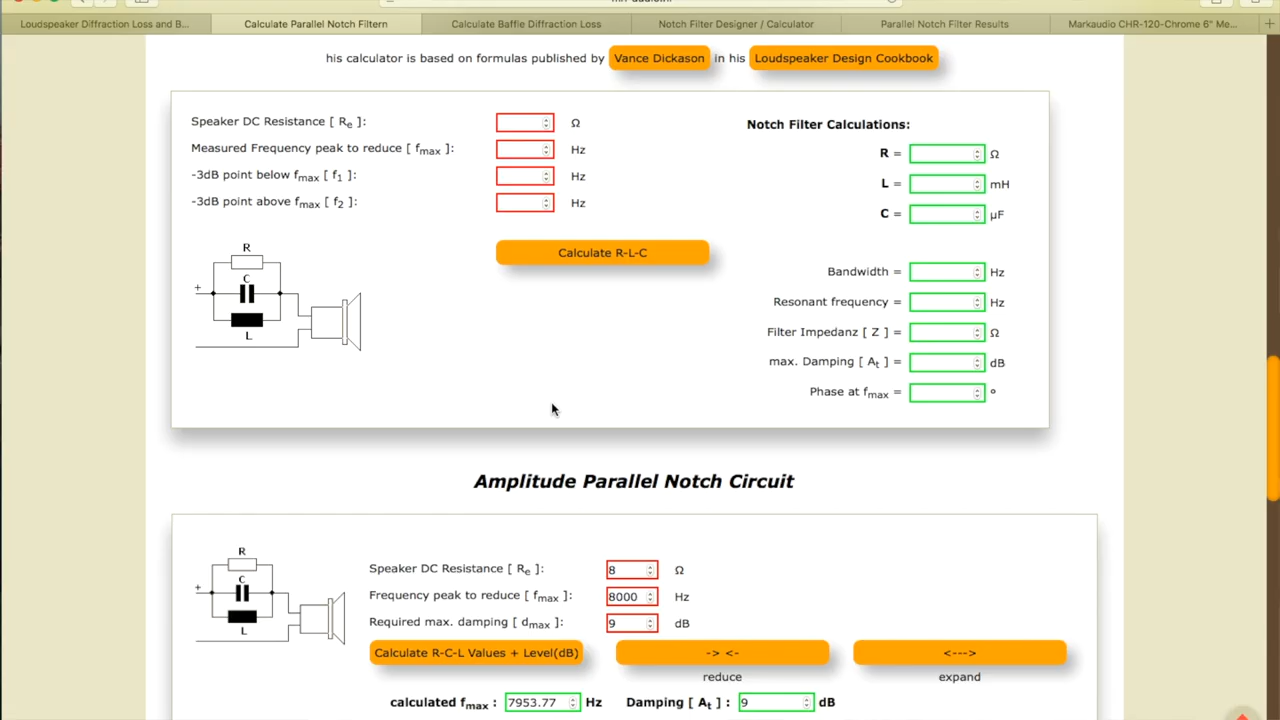 Loudspeaker Diffraction Loss and B...
Calculate Parallel Notch Filtern
Calculate Baffle Diffraction Loss
Notch Filter Designer / Calculator
Parallel Notch Filter Results
Markaudio CHR-120-Chrome 6" Me...
his calculator is based on formulas published by Vance Dickason in his Loudspeaker Design Cookbook
Speaker DC Resistance [ Re ]: Ω
Measured Frequency peak to reduce [ fmax ]: Hz
-3dB point below fmax [ f1 ]: Hz
-3dB point above fmax [ f2 ]: Hz
Calculate R-L-C
R
C
L
+
Notch Filter Calculations:
R = Ω
L = mH
C = µF
Bandwidth = Hz
Resonant frequency = Hz
Filter Impedanz [ Z ] = Ω
max. Damping [ At ] = dB
Phase at fmax = °
Amplitude Parallel Notch Circuit
R
C
L
+
Speaker DC Resistance [ Re ]: 8 Ω
Frequency peak to reduce [ fmax ]: 8000 Hz
Required max. damping [ dmax ]: 9 dB
Calculate R-C-L Values + Level(dB)
-> <-
<--->
reduce
expand
calculated fmax : 7953.77 Hz Damping [ At ] : 9 dB